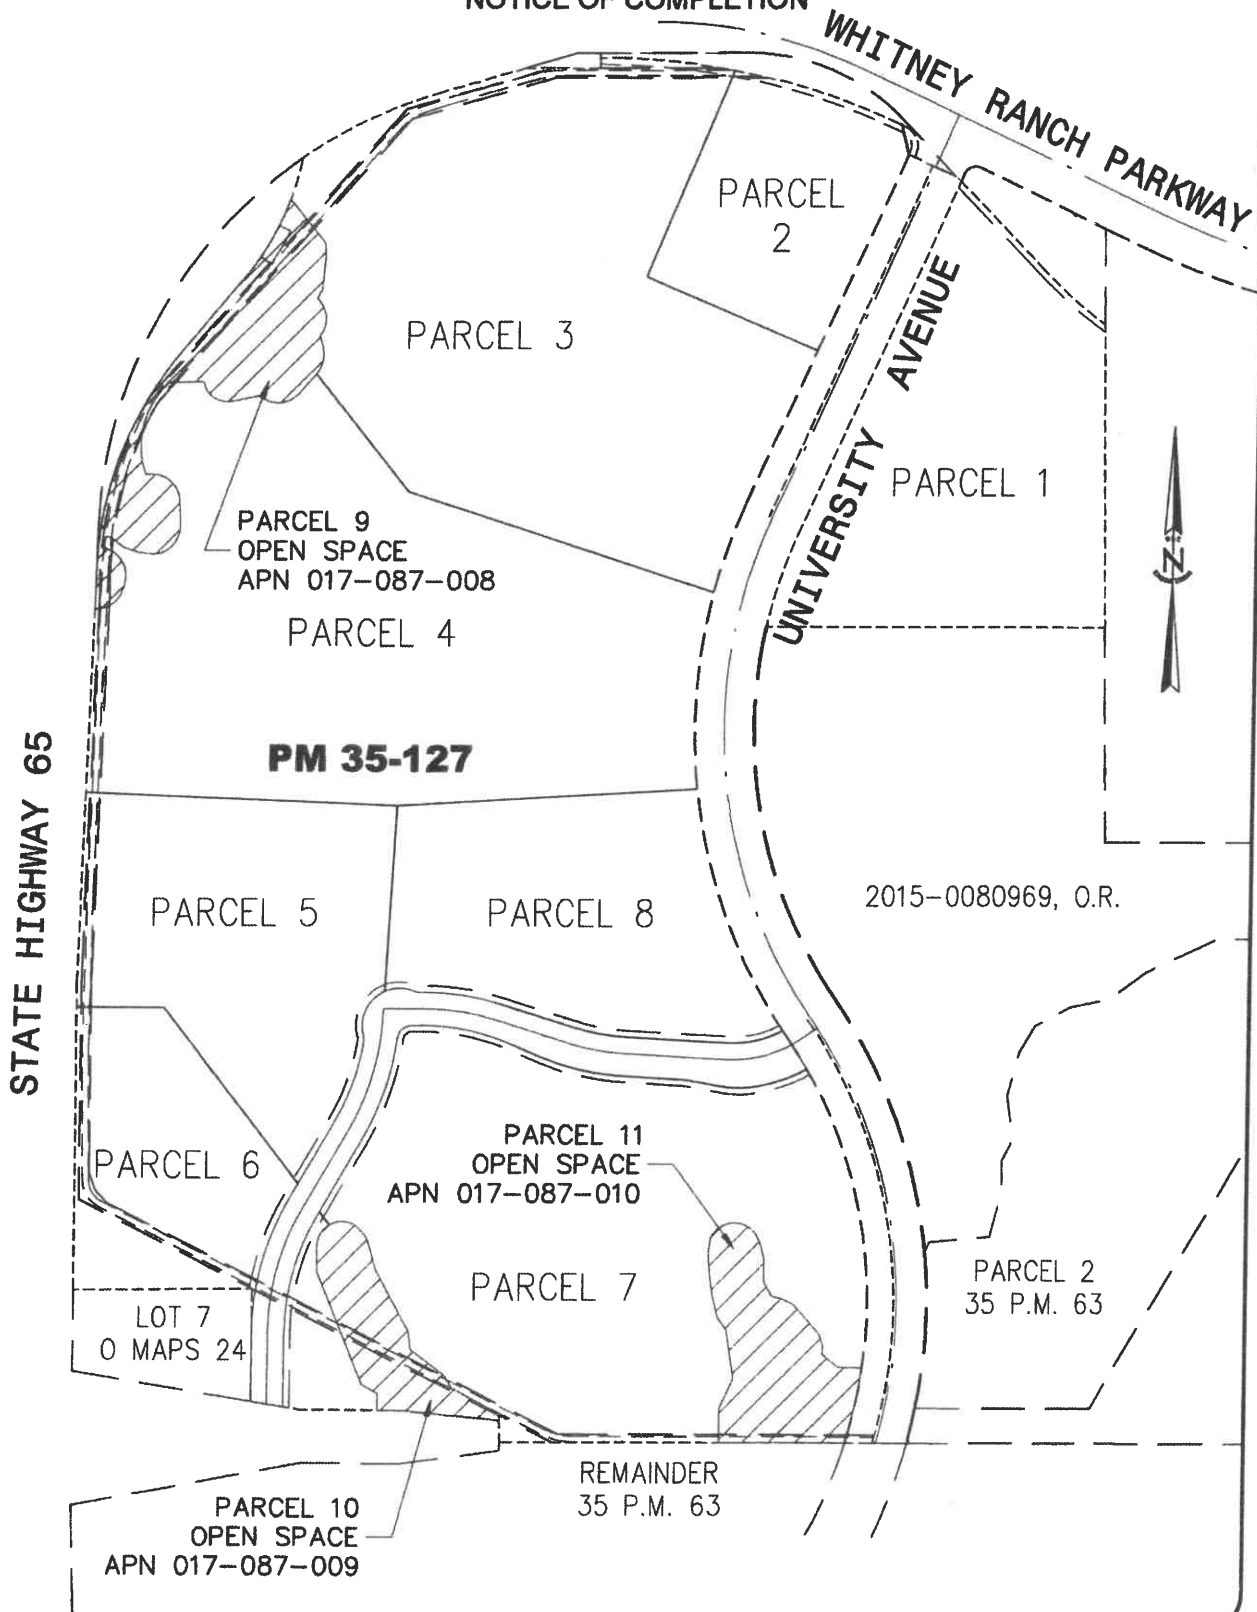 NOTICE OF COMPLETION
WHITNEY RANCH PARKWAY
PARCEL
2
PARCEL 3
UNIVERSITY AVENUE
PARCEL 1
PARCEL 9
OPEN SPACE
APN 017-087-008
PARCEL 4
N
PM 35-127
STATE HIGHWAY 65
PARCEL 5
PARCEL 8
2015-0080969, O.R.
PARCEL 6
PARCEL 11
OPEN SPACE
APN 017-087-010
PARCEL 7
PARCEL 2
35 P.M. 63
LOT 7
O MAPS 24
REMAINDER
35 P.M. 63
PARCEL 10
OPEN SPACE
APN 017-087-009